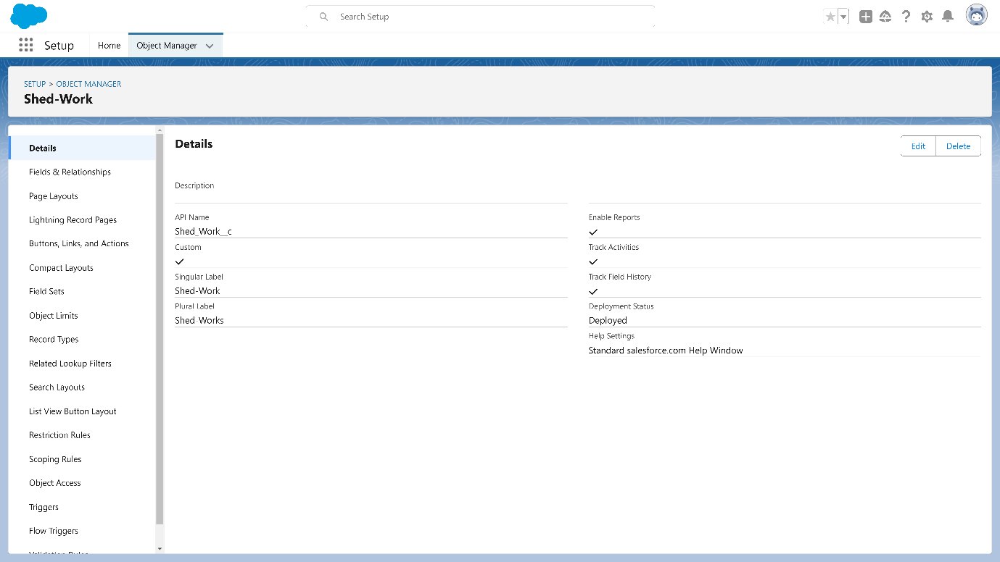 Search Setup
Setup
Home
Object Manager
SETUP > OBJECT MANAGER
Shed-Work
Details
Fields & Relationships
Page Layouts
Lightning Record Pages
Buttons, Links, and Actions
Compact Layouts
Field Sets
Object Limits
Record Types
Related Lookup Filters
Search Layouts
List View Button Layout
Restriction Rules
Scoping Rules
Object Access
Triggers
Flow Triggers
Validation Rules
Details
Edit
Delete
Description
API Name
Shed_Work__c
Custom
Singular Label
Shed-Work
Plural Label
Shed-Works
Enable Reports
Track Activities
Track Field History
Deployment Status
Deployed
Help Settings
Standard salesforce.com Help Window